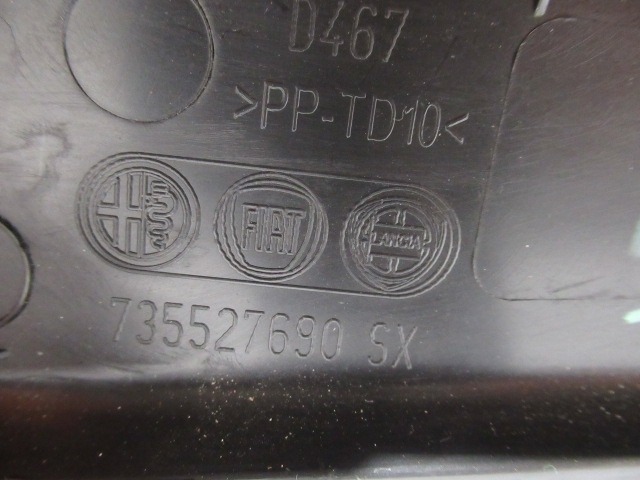 D467
>PP-TD10<
FIAT LANCIA
735527690 SX